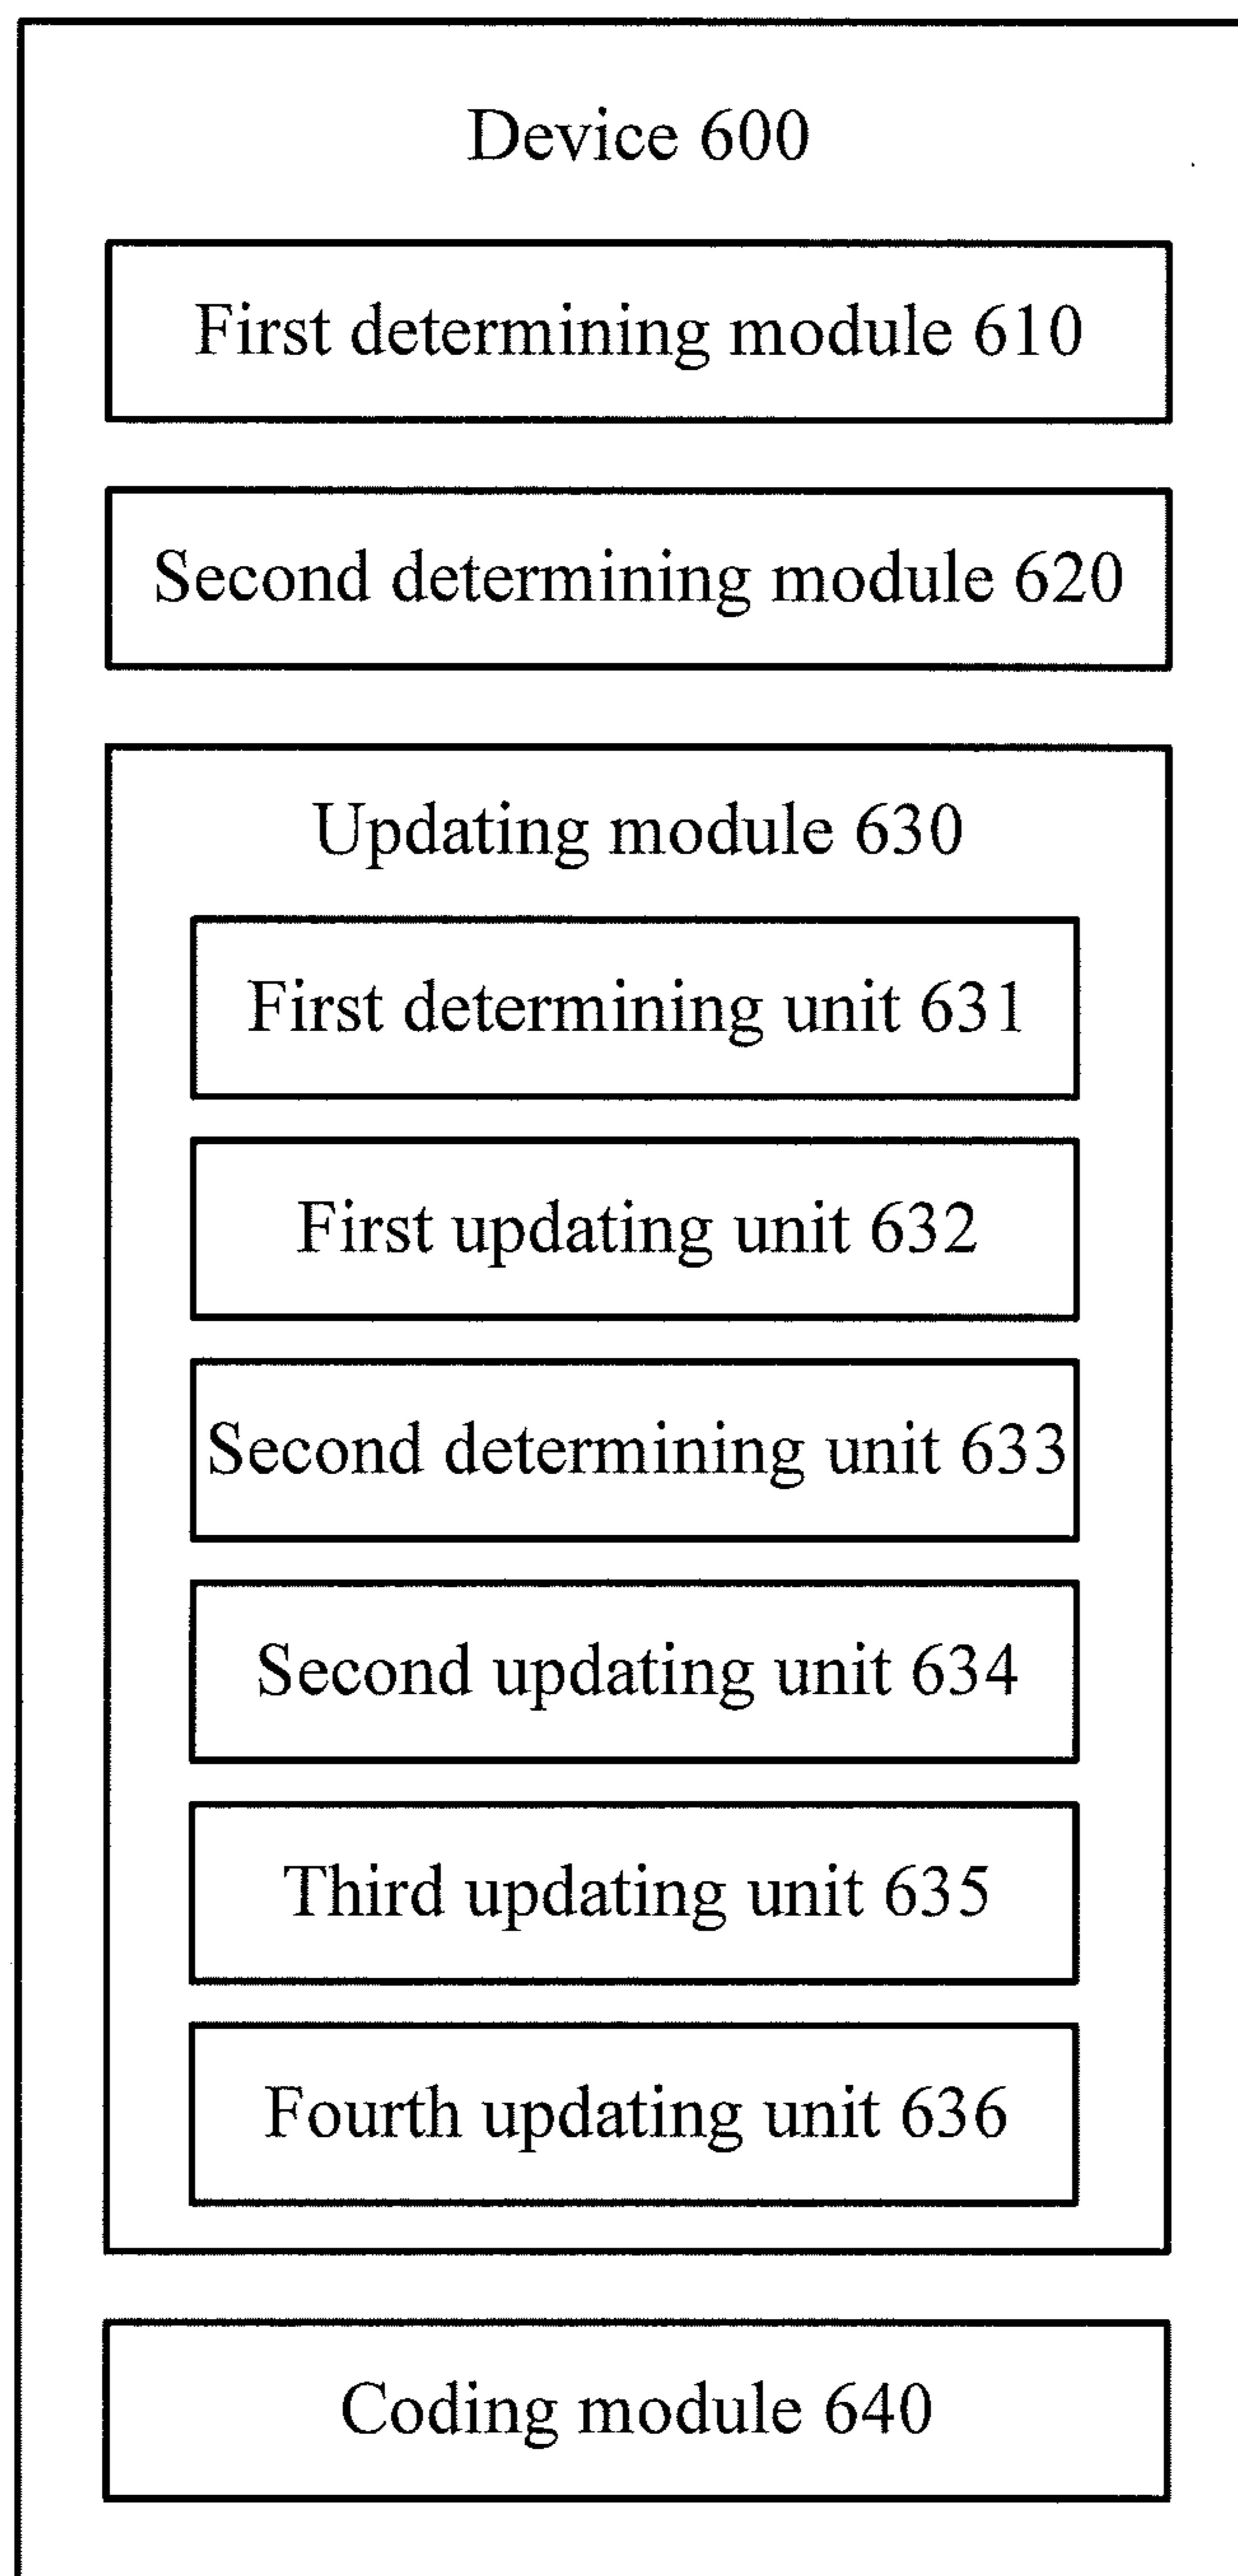 Device 600
First determining module 610
Second determining module 620
Updating module 630
First determining unit 631
First updating unit 632
Second determining unit 633
Second updating unit 634
Third updating unit 635
Fourth updating unit 636
Coding module 640